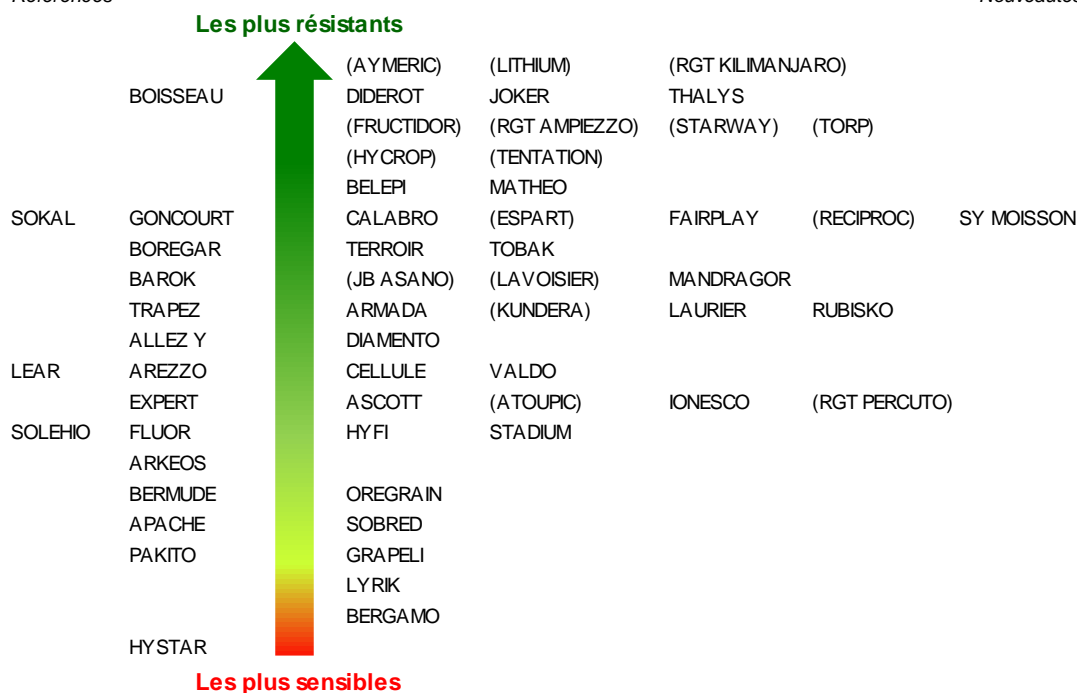 Références Nouveautés
Les plus résistants
(AYMERIC) (LITHIUM) (RGT KILIMANJARO)
BOISSEAU DIDEROT JOKER THALYS
(FRUCTIDOR) (RGT AMPIEZZO) (STARWAY) (TORP)
(HYCROP) (TENTATION)
BELEPI MATHEO
SOKAL GONCOURT CALABRO (ESPART) FAIRPLAY (RECIPROC) SY MOISSON
BOREGAR TERROIR TOBAK
BAROK (JB ASANO) (LAVOISIER) MANDRAGOR
TRAPEZ ARMADA (KUNDERA) LAURIER RUBISKO
ALLEZ Y DIAMENTO
LEAR AREZZO CELLULE VALDO
EXPERT ASCOTT (ATOUPIC) IONESCO (RGT PERCUTO)
SOLEHIO FLUOR HYFI STADIUM
ARKEOS
BERMUDE OREGRAIN
APACHE SOBRED
PAKITO GRAPELI
LYRIK
BERGAMO
HYSTAR
Les plus sensibles